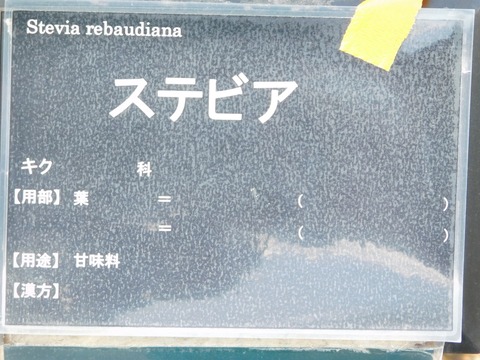 Stevia rebaudiana
ステビア
キク 科
【用部】 葉 = ( )
= ( )
【用途】 甘味料
【漢方】